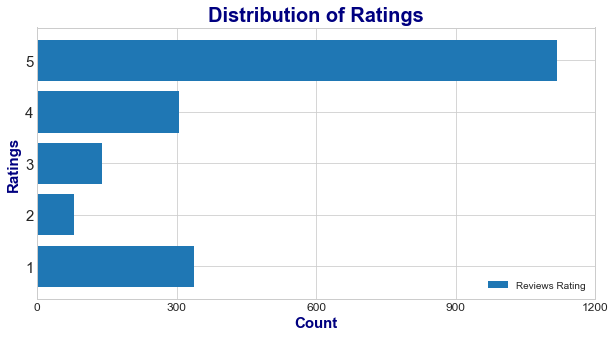 Distribution of Ratings
Ratings
5
4
3
2
1
Reviews Rating
0 300 600 900 1200
Count